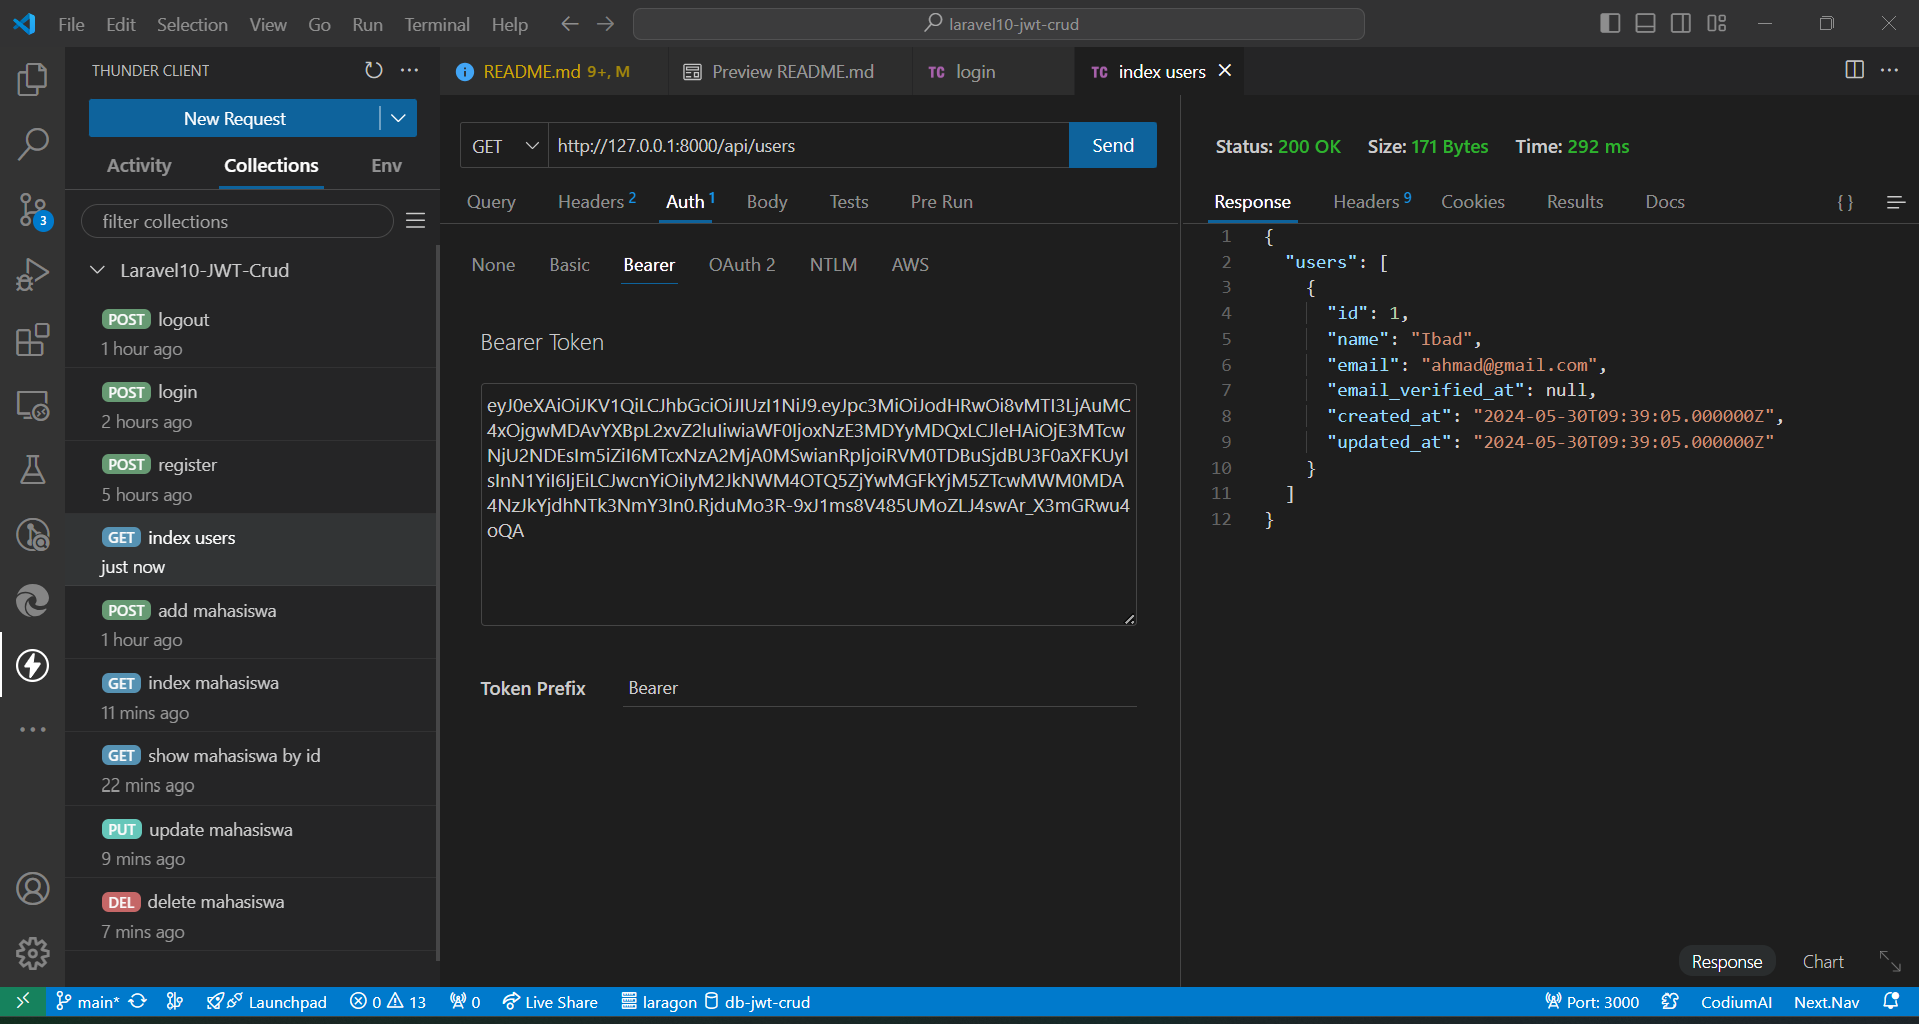 File Edit Selection View Go Run Terminal Help
laravel10-jwt-crud
THUNDER CLIENT
New Request
Activity Collections Env
filter collections
Laravel10-JWT-Crud
POST logout
1 hour ago
POST login
2 hours ago
POST register
5 hours ago
GET index users
just now
POST add mahasiswa
1 hour ago
GET index mahasiswa
11 mins ago
GET show mahasiswa by id
22 mins ago
PUT update mahasiswa
9 mins ago
DEL delete mahasiswa
7 mins ago
3
README.md 9+, M
Preview README.md
TC login
TC index users
GET http://127.0.0.1:8000/api/users Send
Query Headers 2 Auth 1 Body Tests Pre Run
None Basic Bearer OAuth 2 NTLM AWS
Bearer Token
eyJ0eXAiOiJKV1QiLCJhbGciOiJIUzI1NiJ9.eyJpc3MiOiJodHRwOi8vMTI3LjAuMC
4xOjgwMDAvYXBpL2xvZ2luIiwiaWF0IjoxNzE3MDYyMDQxLCJleHAiOjE3MTcw
NjU2NDEsIm5iZiI6MTcxNzA2MjA0MSwianRpIjoiRVM0TDBuSjdBU3F0aXFKUyI
sInN1YiI6IjEiLCJwcnYiOiIyM2JkNWM4OTQ5ZjYwMGFkYjM5ZTcwMWM0MDA
4NzJkYjdhNTk3NmY3In0.RjduMo3R-9xJ1ms8V485UMoZLJ4swAr_X3mGRwu4
oQA
Token Prefix Bearer
Status: 200 OK Size: 171 Bytes Time: 292 ms
Response Headers 9 Cookies Results Docs {}
1 {
2 "users": [
3 {
4 "id": 1,
5 "name": "Ibad",
6 "email": "ahmad@gmail.com",
7 "email_verified_at": null,
8 "created_at": "2024-05-30T09:39:05.000000Z",
9 "updated_at": "2024-05-30T09:39:05.000000Z"
10 }
11 ]
12 }
Response Chart
main* Launchpad 0 13 0 Live Share laragon db-jwt-crud Port: 3000 CodiumAI Next.Nav